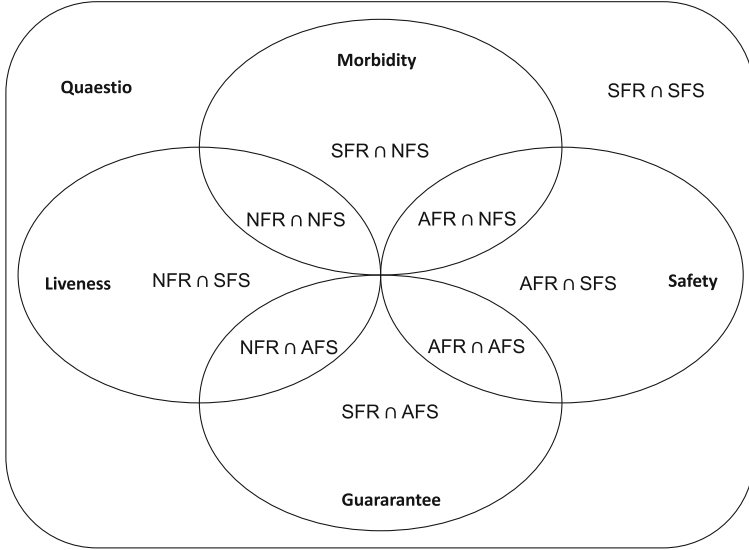 Morbidity
Quaestio
SFR ∩ SFS
SFR ∩ NFS
NFR ∩ NFS
AFR ∩ NFS
Liveness
NFR ∩ SFS
AFR ∩ SFS
Safety
NFR ∩ AFS
AFR ∩ AFS
SFR ∩ AFS
Guararantee